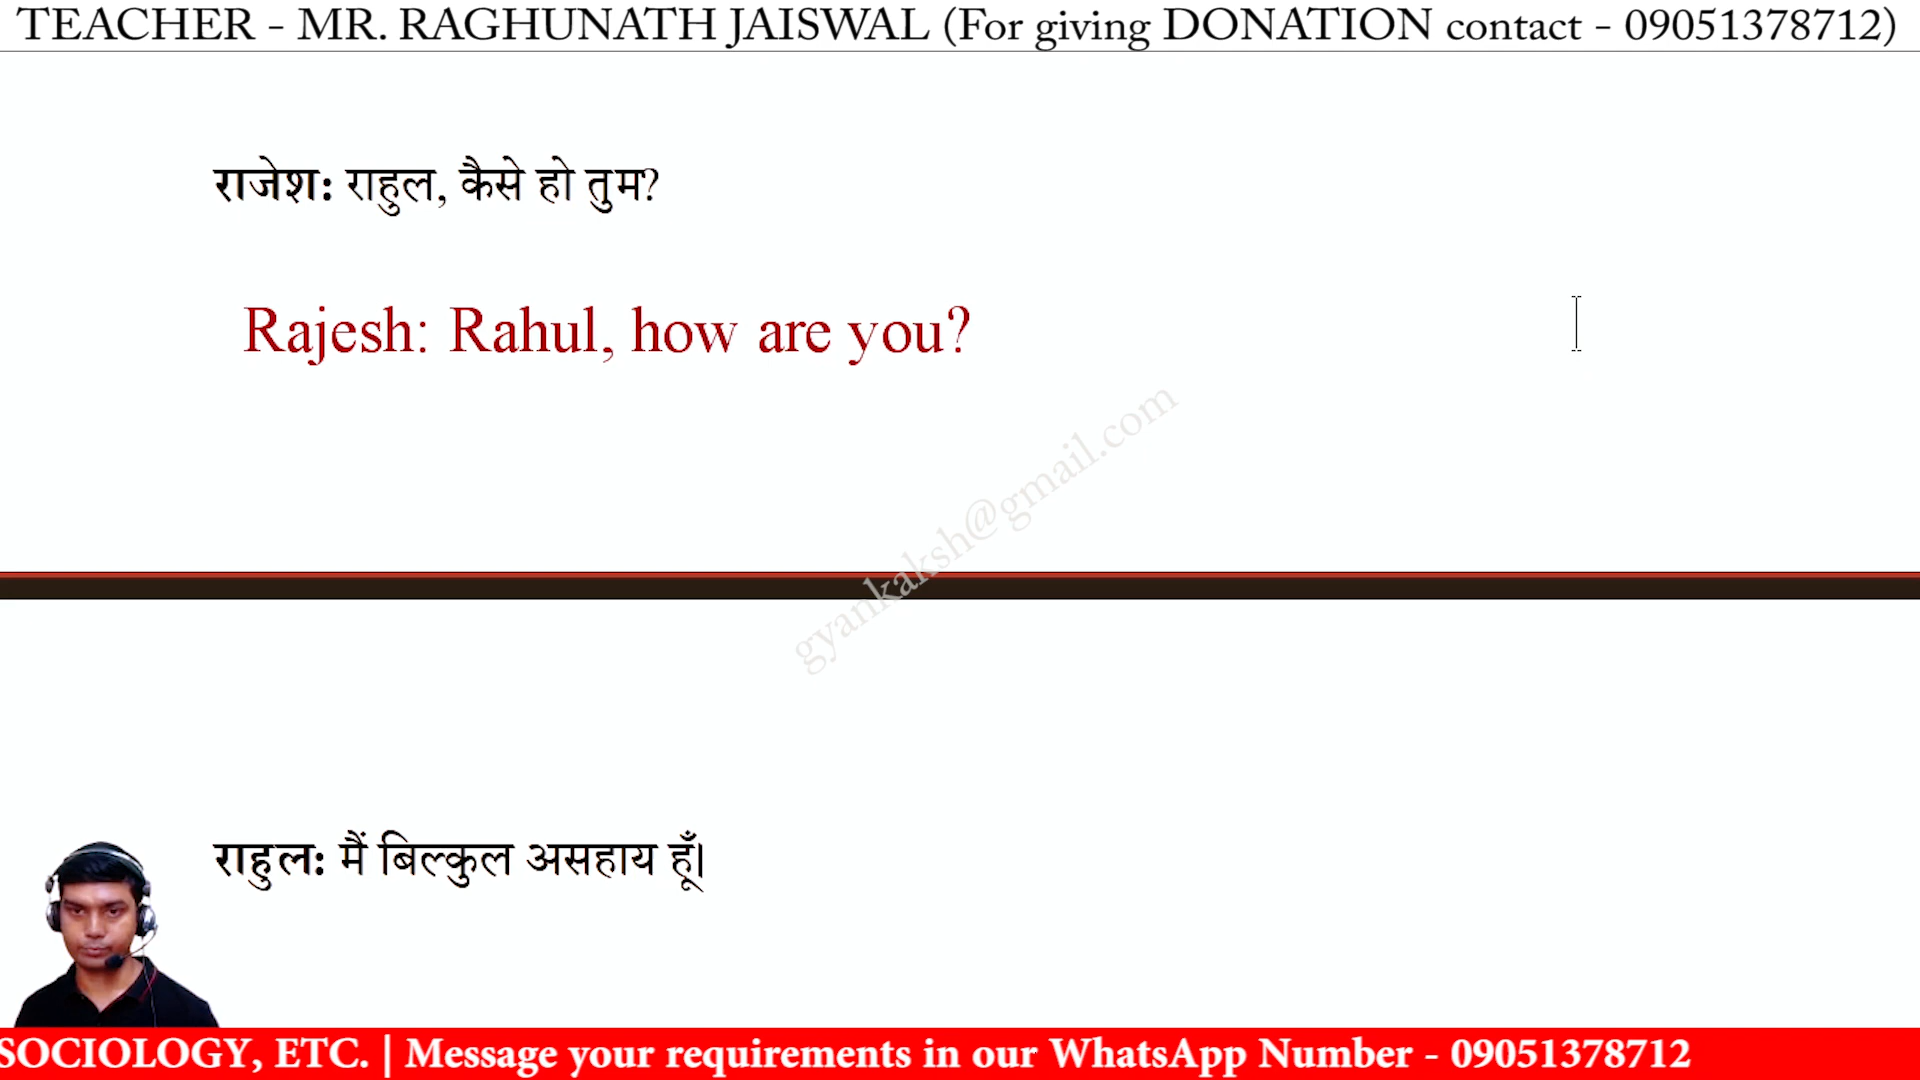 TEACHER - MR. RAGHUNATH JAISWAL (For giving DONATION contact - 09051378712)
राजेश: राहुल, कैसे हो तुम?
Rajesh: Rahul, how are you?
gyankaksh@gmail.com
राहुल: मैं बिल्कुल असहाय हूँ।
SOCIOLOGY, ETC. | Message your requirements in our WhatsApp Number - 09051378712